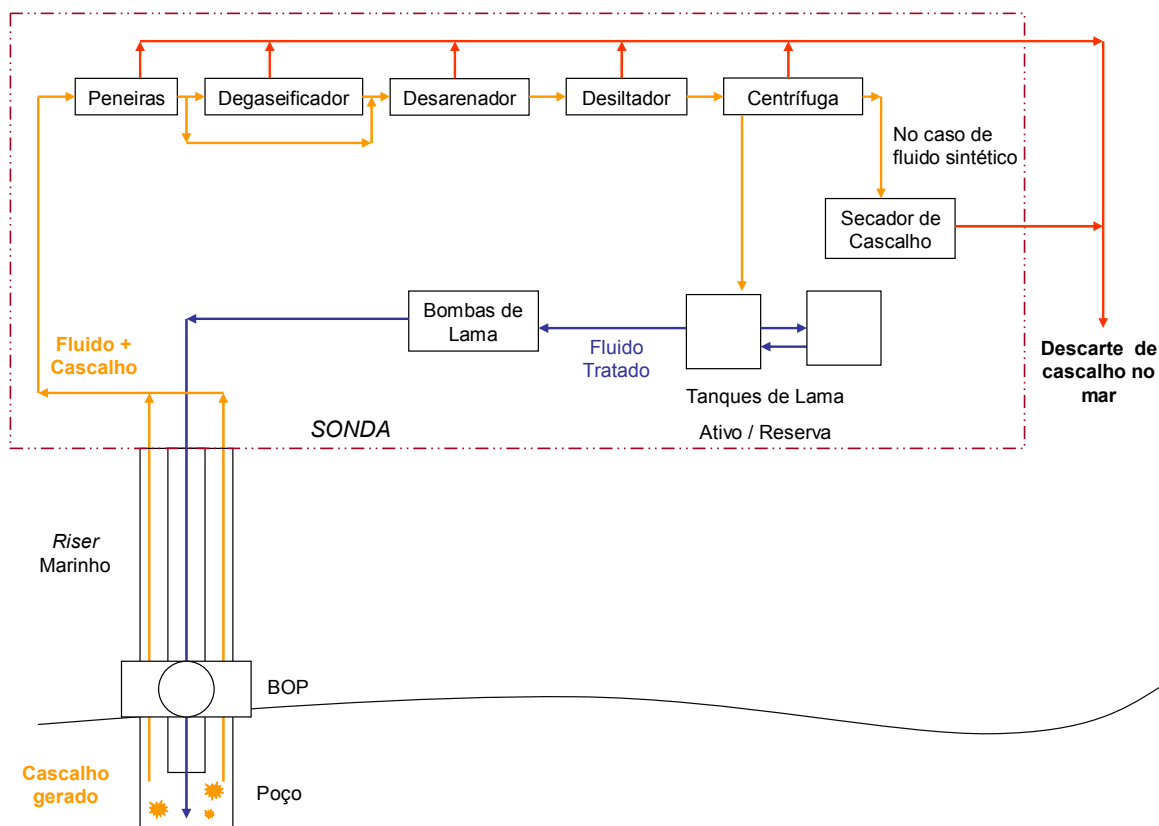 Peneiras
Degaseificador
Desarenador
Desiltador
Centrífuga
No caso de
fluido sintético
Secador de
Cascalho
Bombas de
Lama
Fluido
Tratado
Fluido +
Cascalho
Descarte de
cascalho no
mar
Tanques de Lama
Ativo / Reserva
SONDA
Riser
Marinho
BOP
Cascalho
gerado
Poço